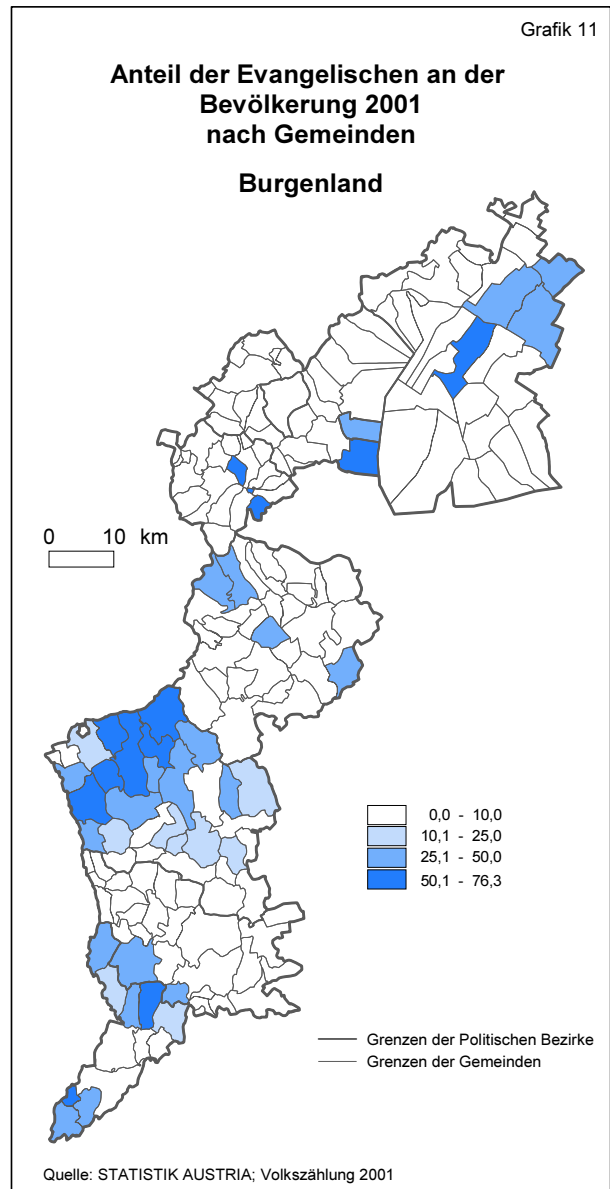 Grafik 11
Anteil der Evangelischen an der
Bevölkerung 2001
nach Gemeinden
Burgenland
0 10 km
0,0 - 10,0
10,1 - 25,0
25,1 - 50,0
50,1 - 76,3
Grenzen der Politischen Bezirke
Grenzen der Gemeinden
Quelle: STATISTIK AUSTRIA; Volkszählung 2001